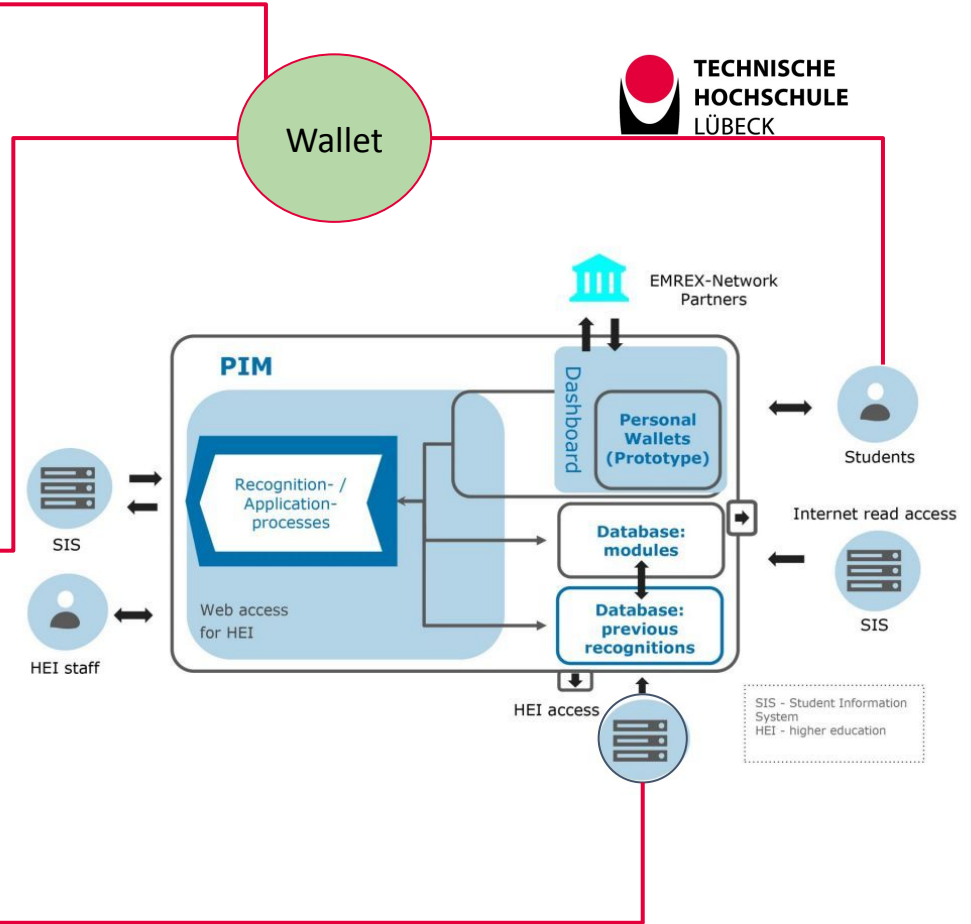 Wallet
TECHNISCHE
HOCHSCHULE
LÜBECK
EMREX-Network
Partners
PIM
Dashboard
Personal
Wallets
(Prototype)
Students
Recognition- /
Application-
processes
SIS
Internet read access
Database:
modules
SIS
Web access
for HEI
Database:
previous
recognitions
HEI staff
HEI access
SIS - Student Information
System
HEI - higher education